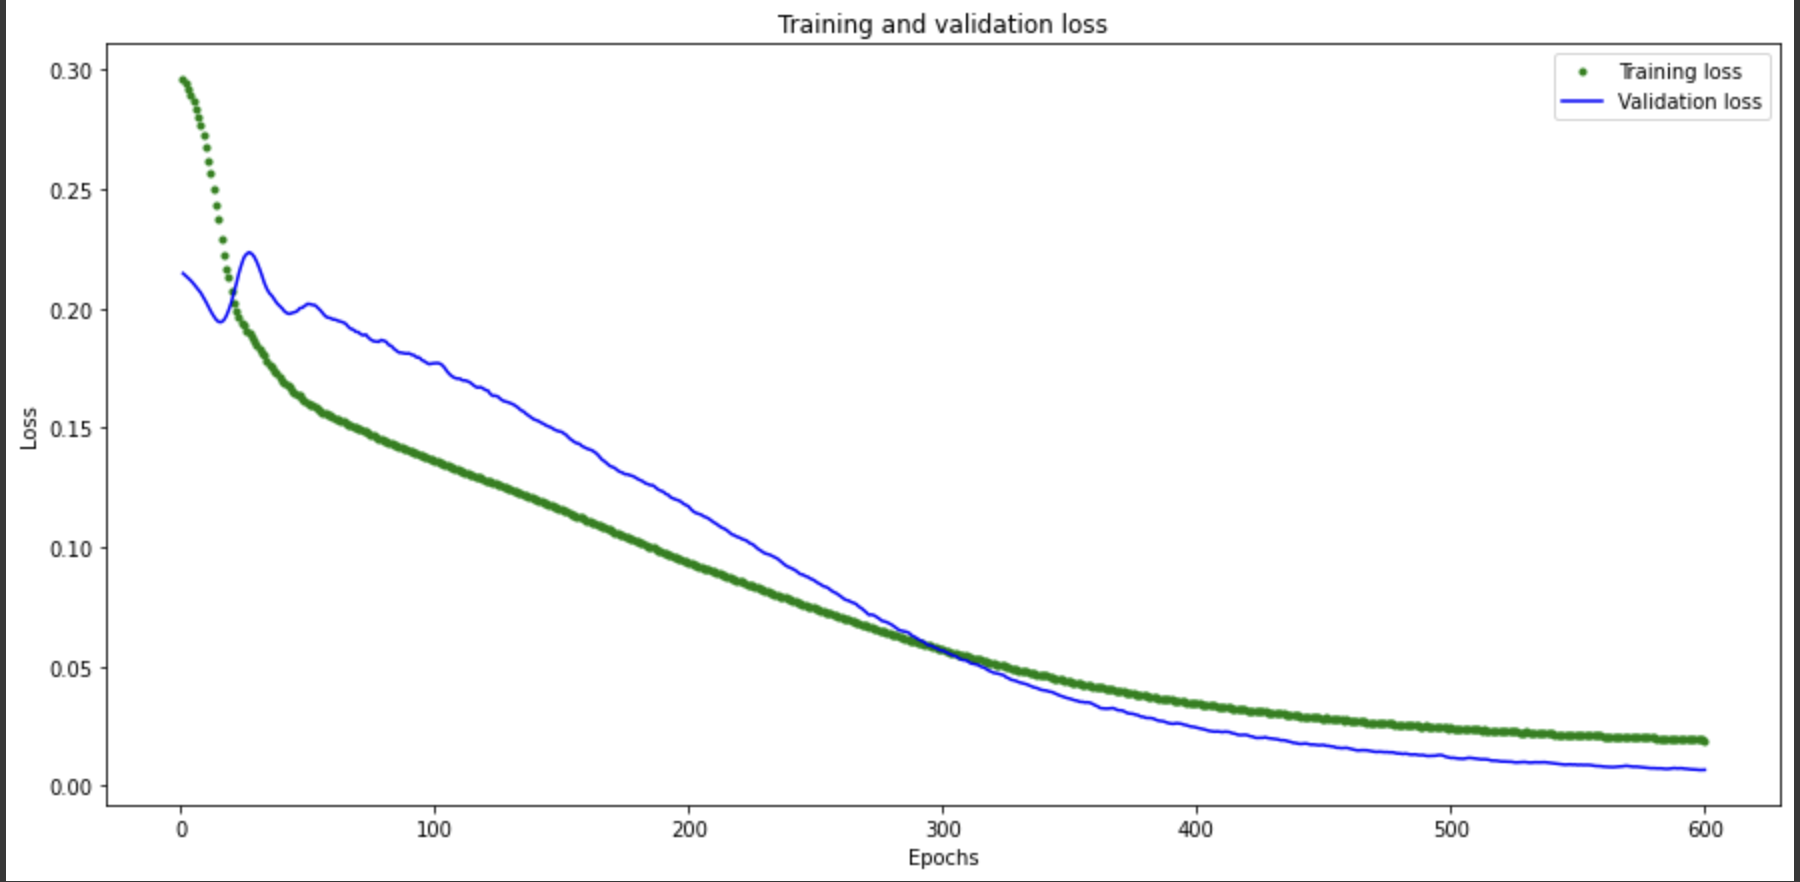 Training and validation loss
Training loss
Validation loss
0.30
0.25
0.20
0.15
0.10
0.05
0.00
Loss
0 100 200 300 400 500 600
Epochs